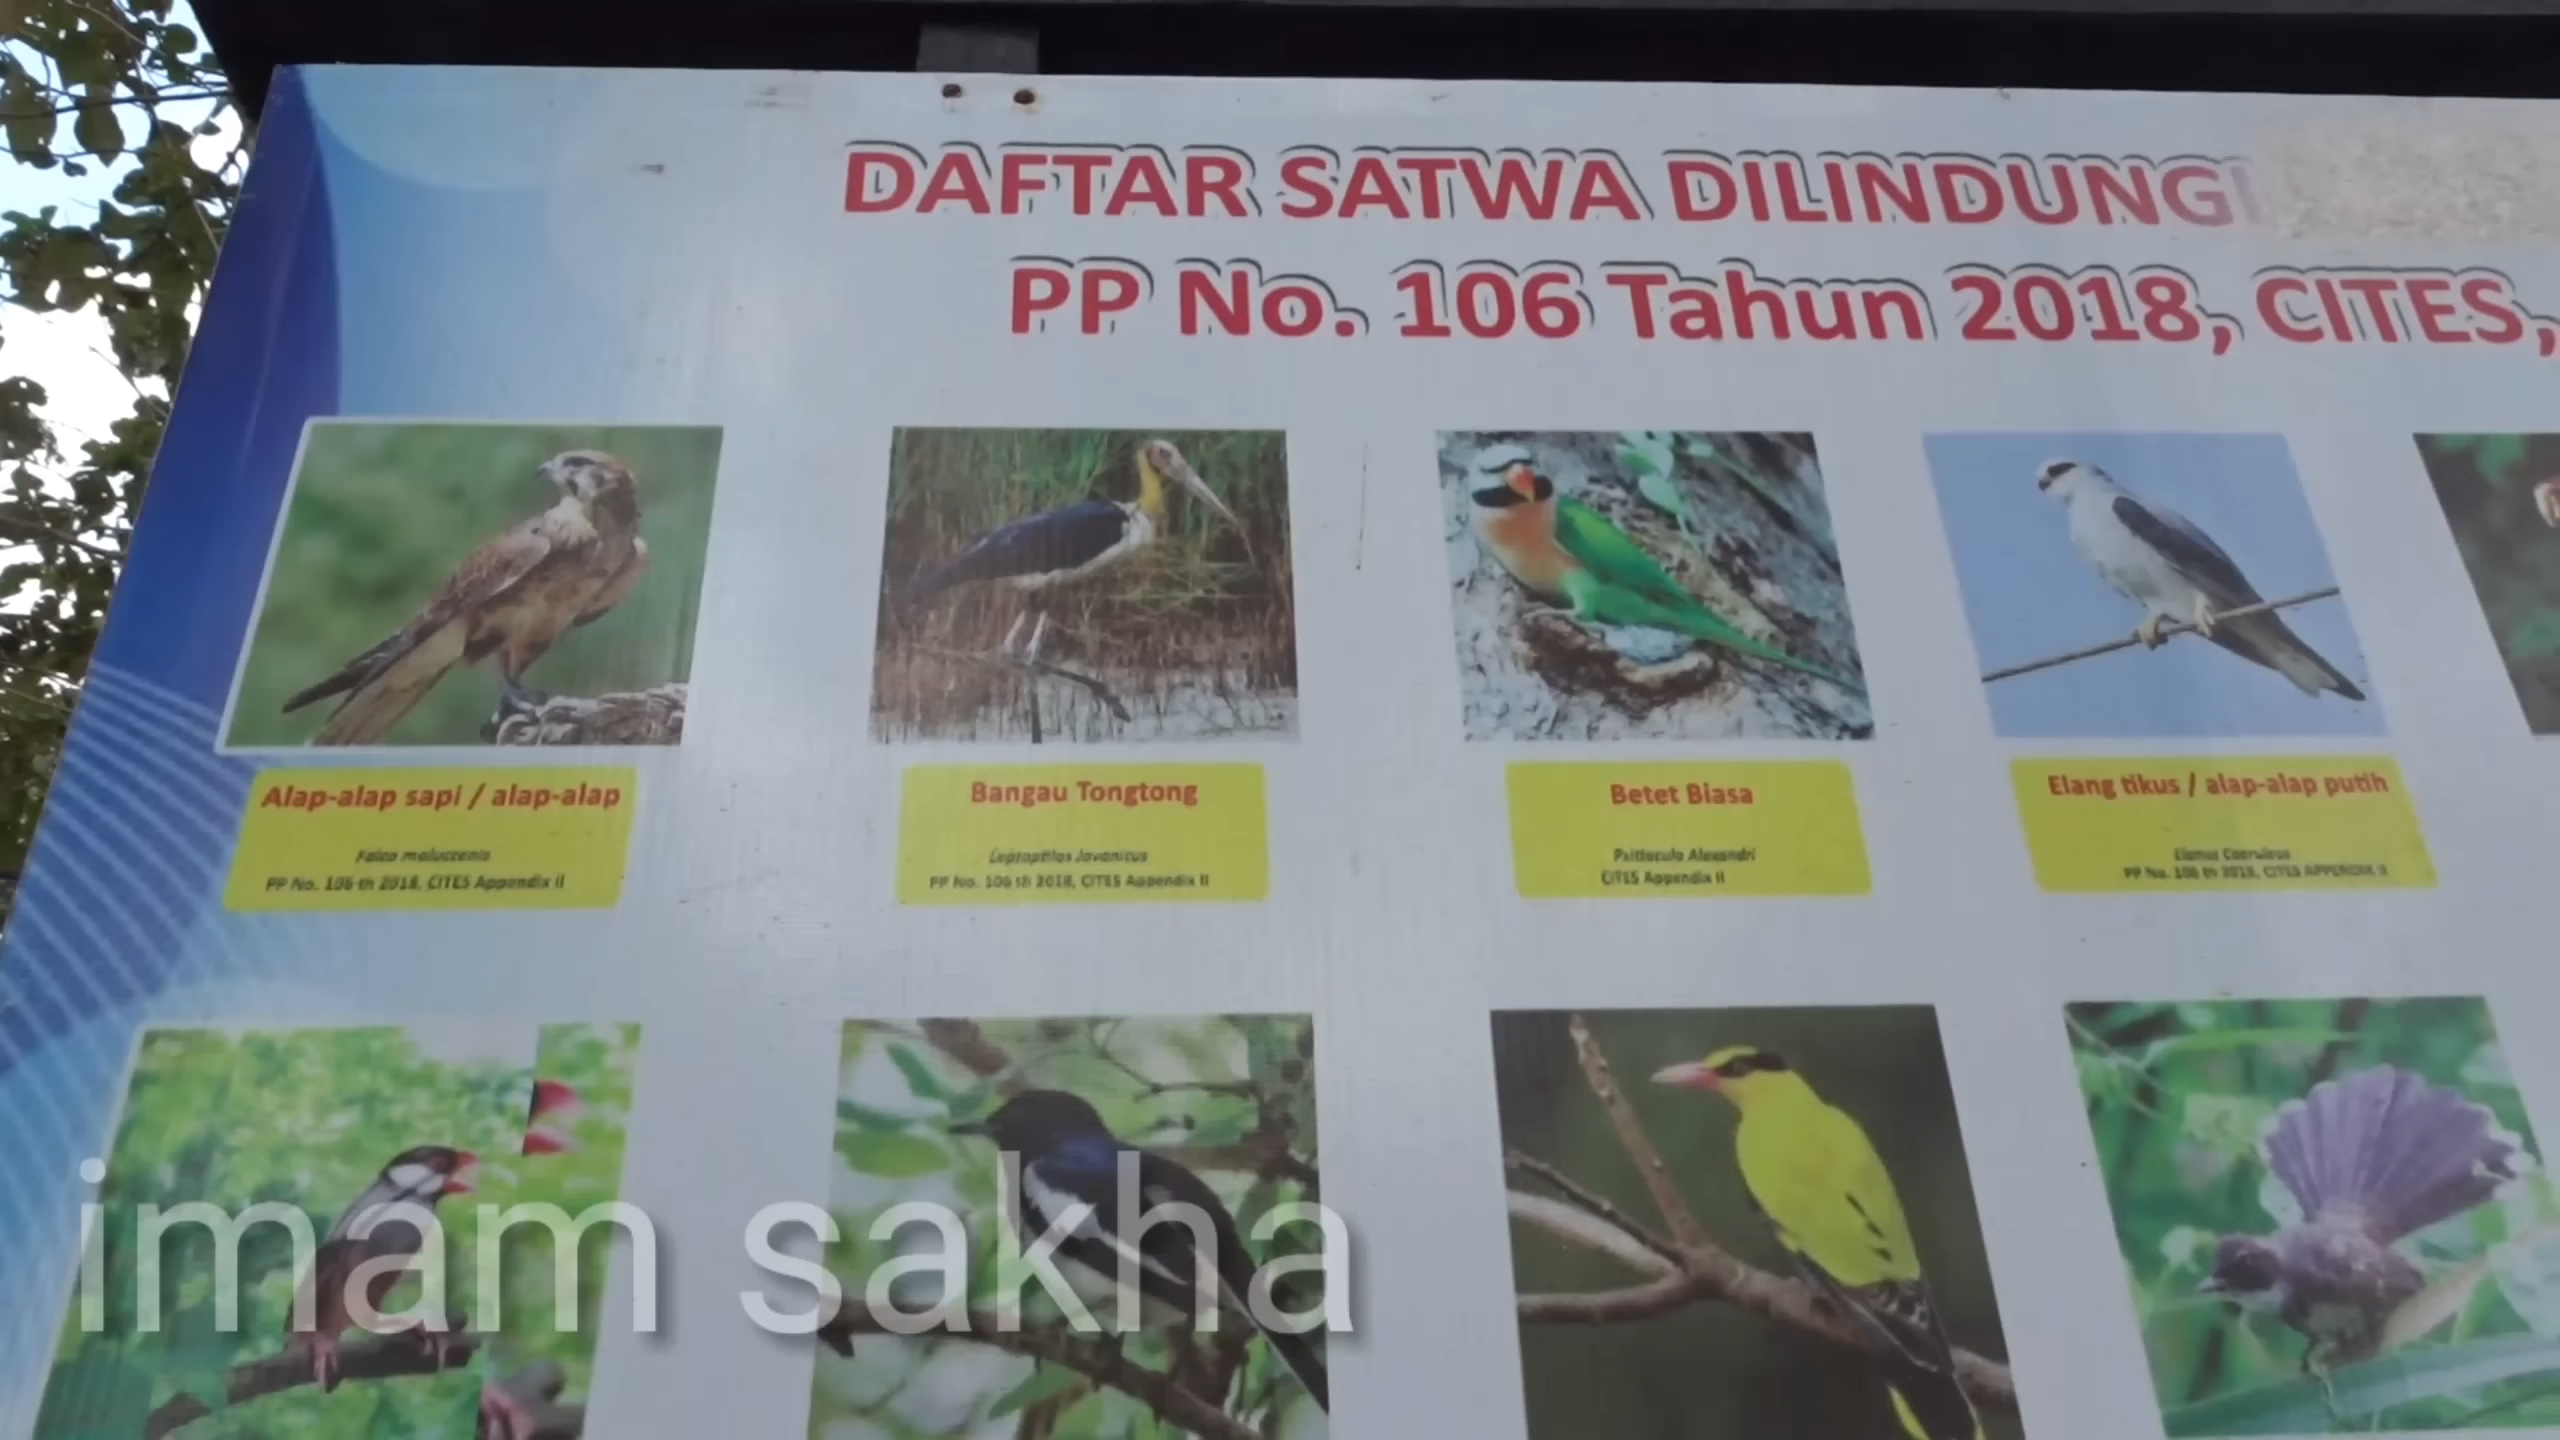 DAFTAR SATWA DILINDUNGI
PP No. 106 Tahun 2018, CITES,
Alap-alap sapi / alap-alap
Falco moluccenis
PP No. 106 th 2018, CITES Appendix II
Bangau Tongtong
Leptoptilos Javanicus
PP No. 106 th 2018, CITES Appendix II
Betet Biasa
Psittacula Alexandri
CITES Appendix II
Elang tikus / alap-alap putih
Elanus Caeruleus
PP No. 106 th 2018, CITES APPENDIX II
imam sakha